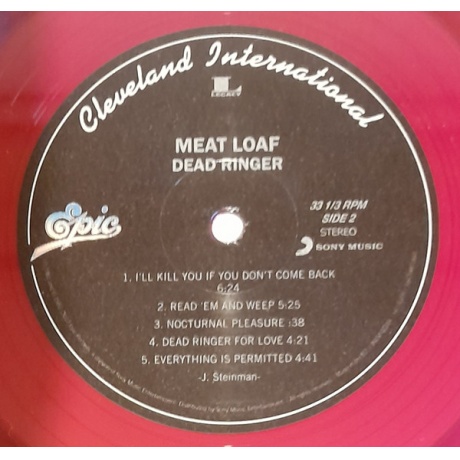 Cleveland International
L
LEGACY
MEAT LOAF
DEAD RINGER
33 1/3 RPM
SIDE 2
STEREO
Epic
SONY MUSIC
1. I'LL KILL YOU IF YOU DON'T COME BACK
6:24
2. READ 'EM AND WEEP 5:25
3. NOCTURNAL PLEASURE :38
4. DEAD RINGER FOR LOVE 4:21
5. EVERYTHING IS PERMITTED 4:41
-J. Steinman-